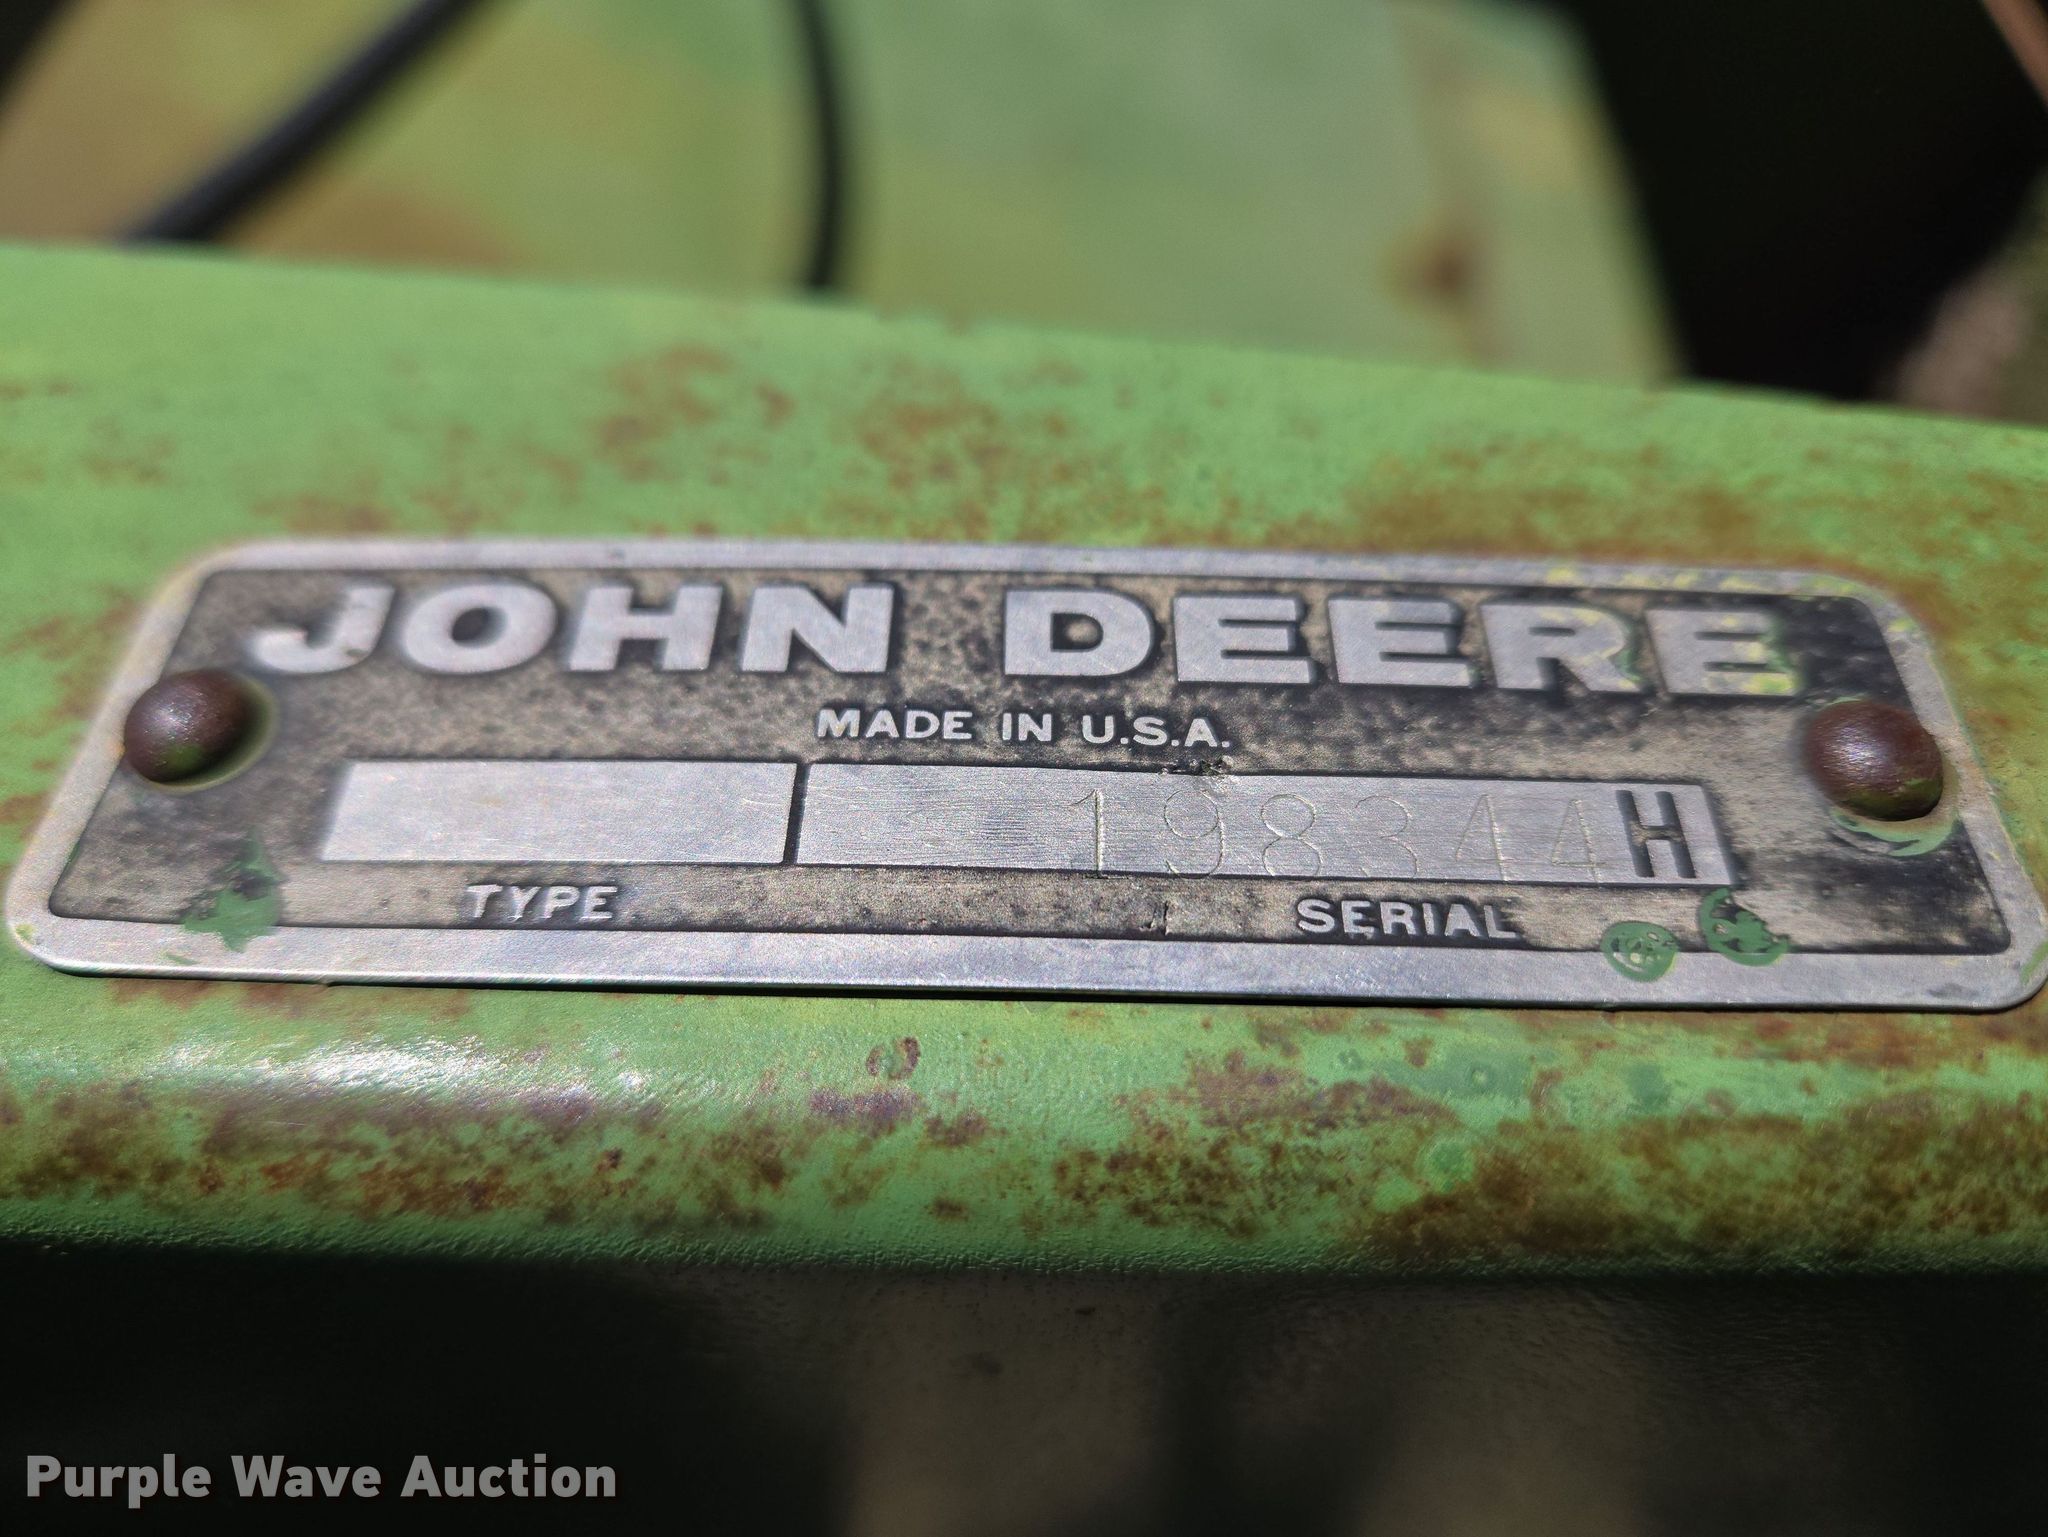 JOHN DEERE
MADE IN U.S.A.
198344H
TYPE SERIAL
Purple Wave Auction